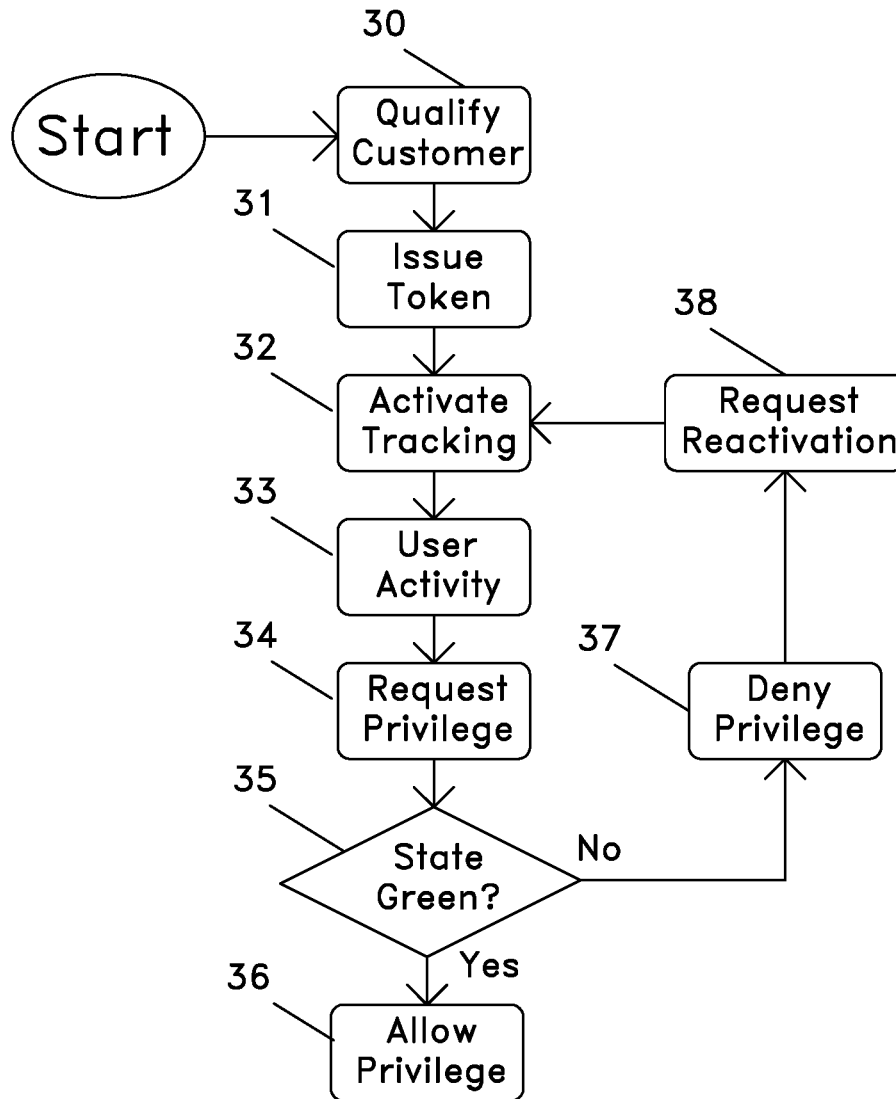 30
Start
Qualify
Customer
31
Issue
Token
38
32
Activate
Tracking
Request
Reactivation
33
User
Activity
34
Request
Privilege
37
Deny
Privilege
35
State
Green?
No
Yes
36
Allow
Privilege